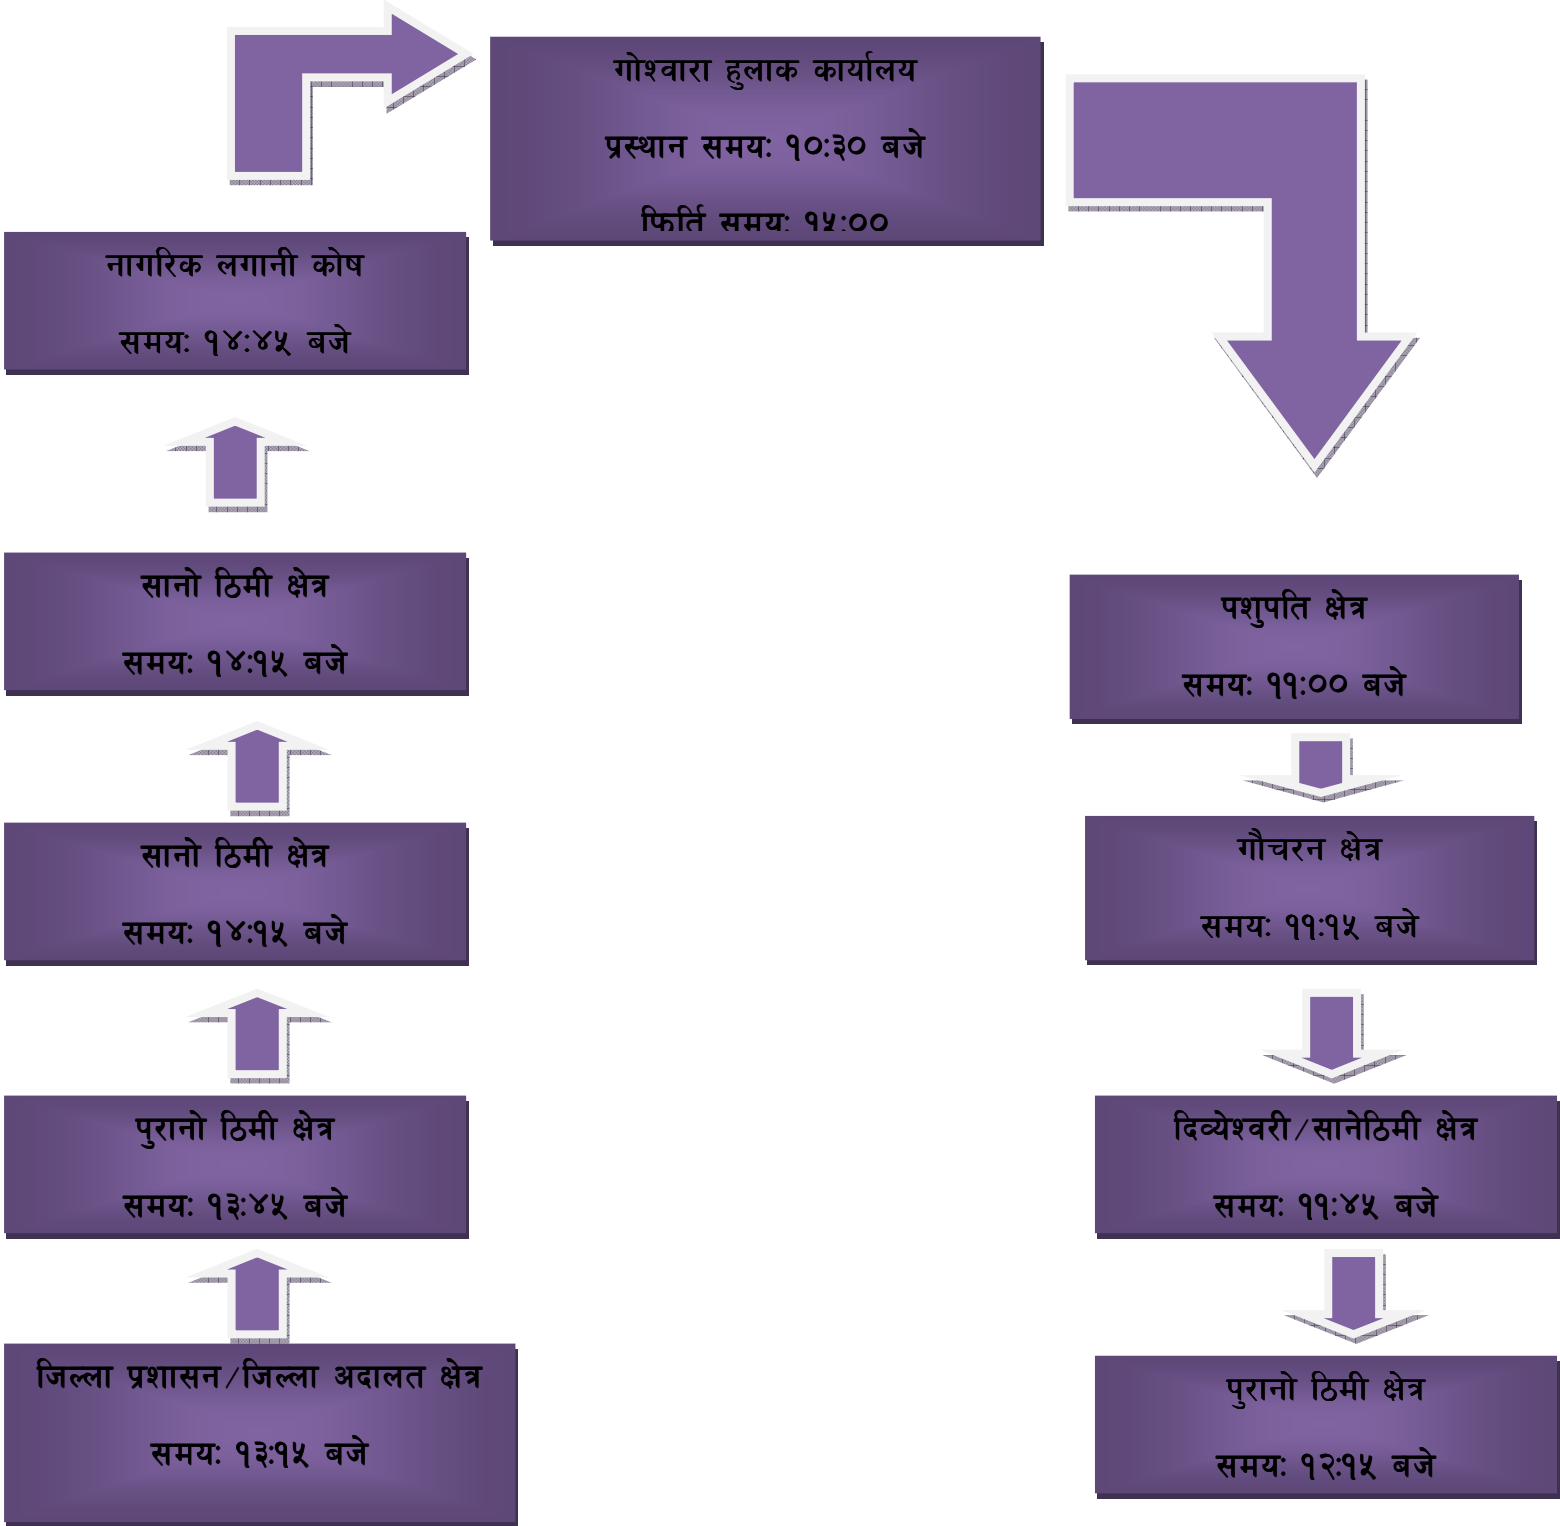 गोश्वारा हुलाक कार्यालय
प्रस्थान समयः १०:३० बजे
फिर्ति समयः १५:००
पशुपति क्षेत्र
समयः ११:०० बजे
गौचरन क्षेत्र
समयः ११:१५ बजे
दिव्येश्वरी/सानेठिमी क्षेत्र
समयः ११:४५ बजे
पुरानो ठिमी क्षेत्र
समयः १२:१५ बजे
जिल्ला प्रशासन/जिल्ला अदालत क्षेत्र
समयः १३:१५ बजे
पुरानो ठिमी क्षेत्र
समयः १३:४५ बजे
सानो ठिमी क्षेत्र
समयः १४:१५ बजे
सानो ठिमी क्षेत्र
समयः १४:१५ बजे
नागरिक लगानी कोष
समयः १४:४५ बजे